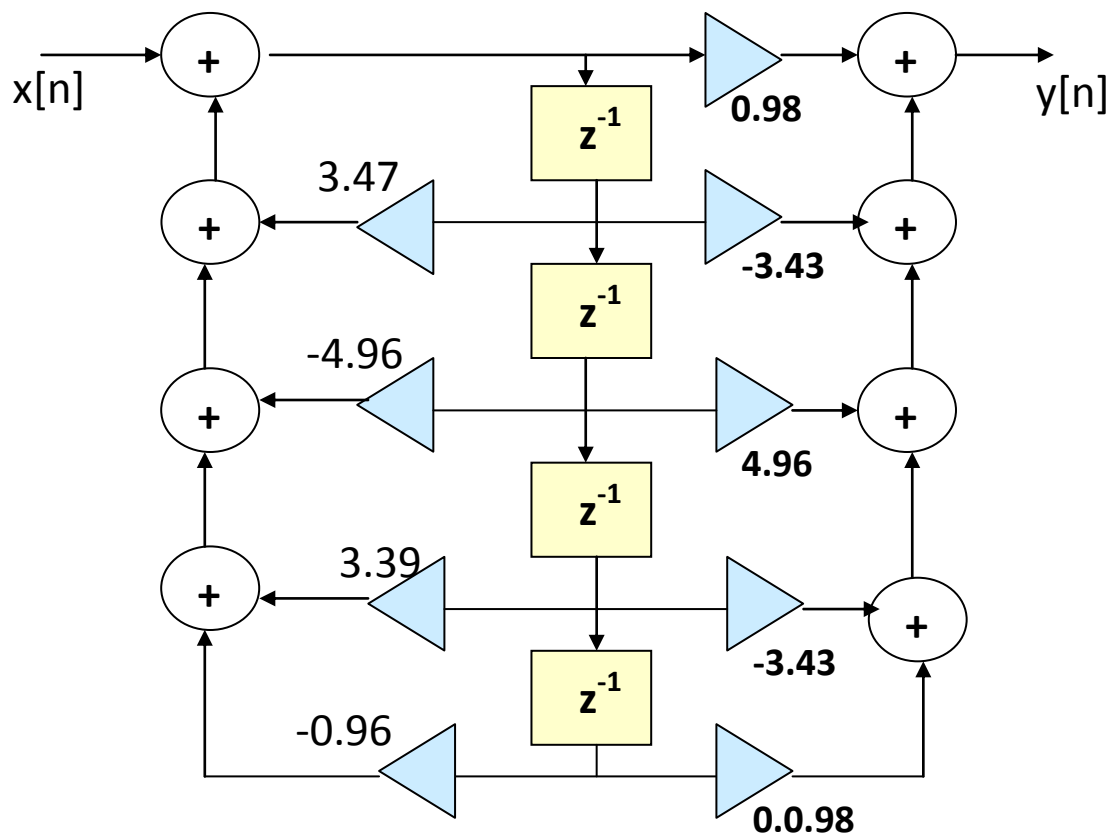 +
+
x[n]
y[n]
0.98
z⁻¹
3.47
+
+
-3.43
z⁻¹
-4.96
+
+
4.96
z⁻¹
3.39
+
+
-3.43
z⁻¹
-0.96
0.0.98